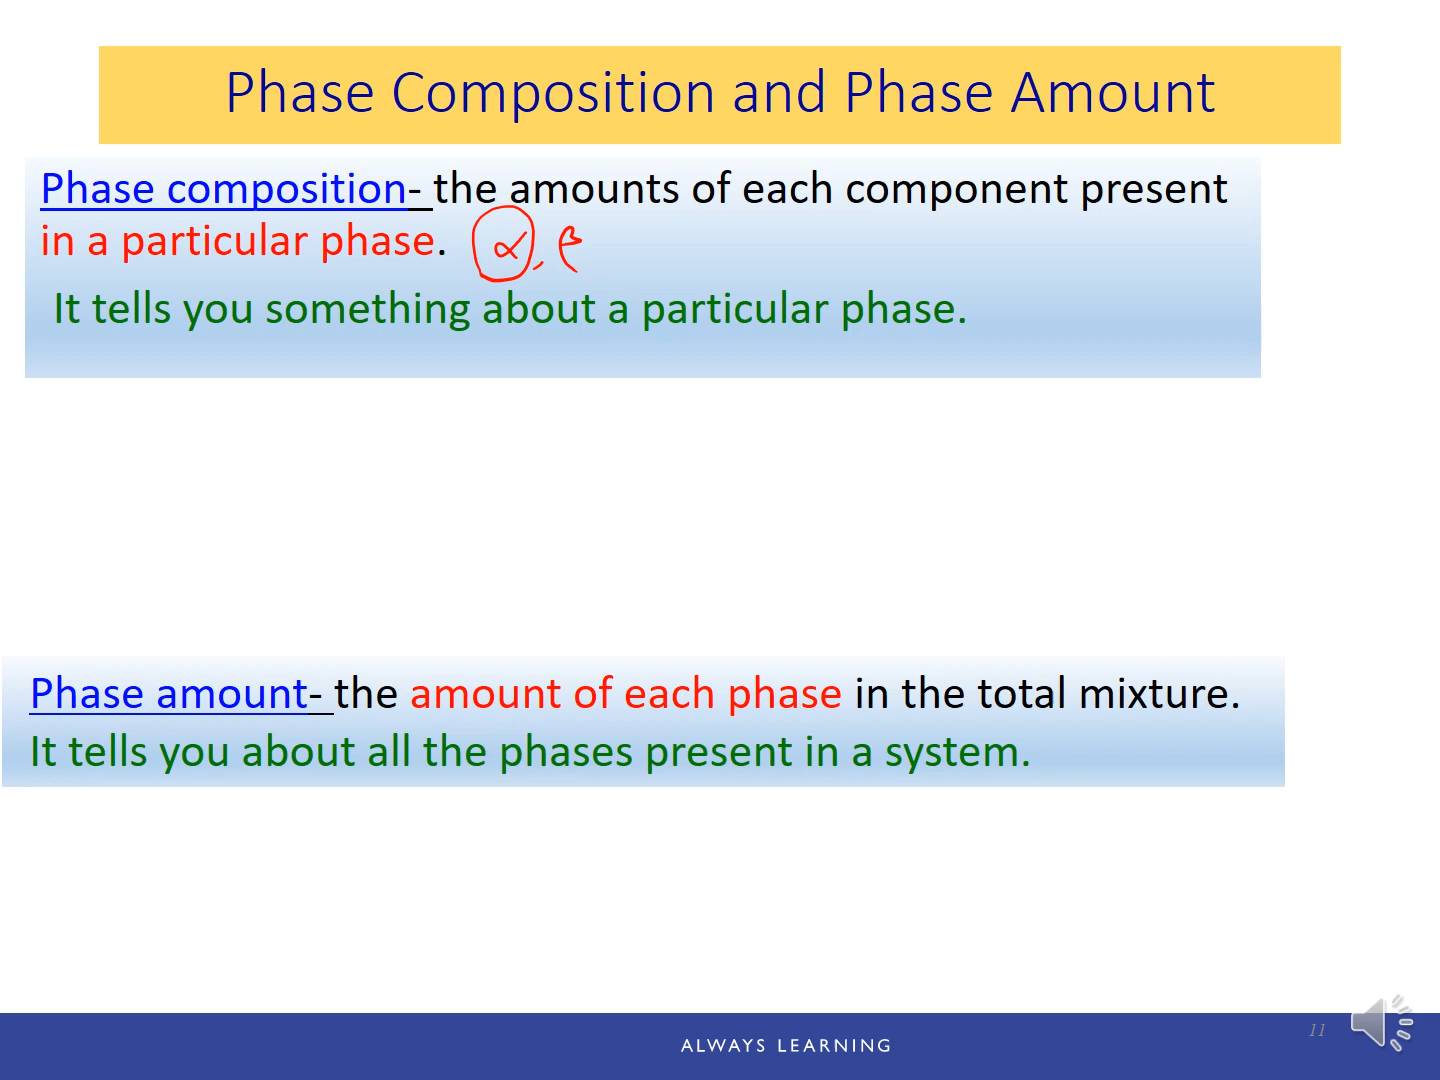 Phase Composition and Phase Amount
Phase composition- the amounts of each component present
in a particular phase. α, β
It tells you something about a particular phase.
Phase amount- the amount of each phase in the total mixture.
It tells you about all the phases present in a system.
11
ALWAYS LEARNING